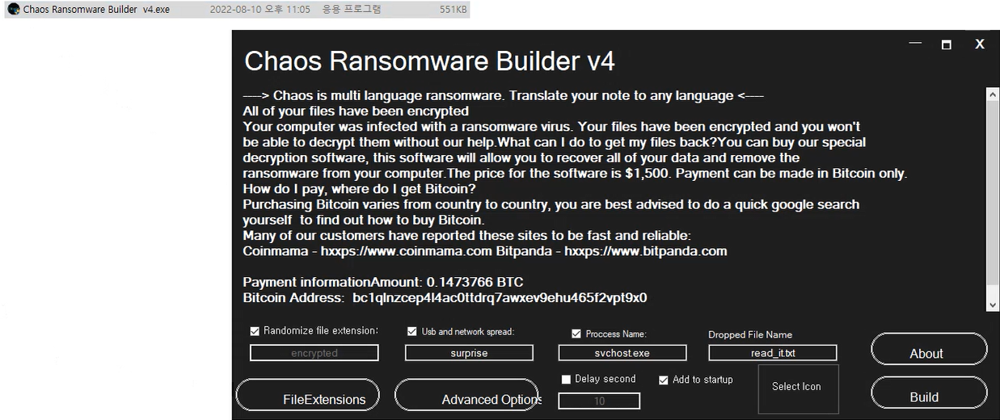 Chaos Ransomware Builder v4.exe 2022-08-10 오후 11:05 응용 프로그램 551KB
Chaos Ransomware Builder v4
----> Chaos is multi language ransomware. Translate your note to any language <----
All of your files have been encrypted
Your computer was infected with a ransomware virus. Your files have been encrypted and you won't
be able to decrypt them without our help.What can I do to get my files back?You can buy our special
decryption software, this software will allow you to recover all of your data and remove the
ransomware from your computer.The price for the software is $1,500. Payment can be made in Bitcoin only.
How do I pay, where do I get Bitcoin?
Purchasing Bitcoin varies from country to country, you are best advised to do a quick google search
yourself  to find out how to buy Bitcoin.
Many of our customers have reported these sites to be fast and reliable:
Coinmama - hxxps://www.coinmama.com Bitpanda - hxxps://www.bitpanda.com
Payment informationAmount: 0.1473766 BTC
Bitcoin Address:  bc1qlnzcep4l4ac0ttdrq7awxev9ehu465f2vpt9x0
Randomize file extension: Usb and network spread: Proccess Name: Dropped File Name
encrypted surprise svchost.exe read_it.txt About
Delay second Add to startup Select Icon
FileExtensions Advanced Options 10 Build